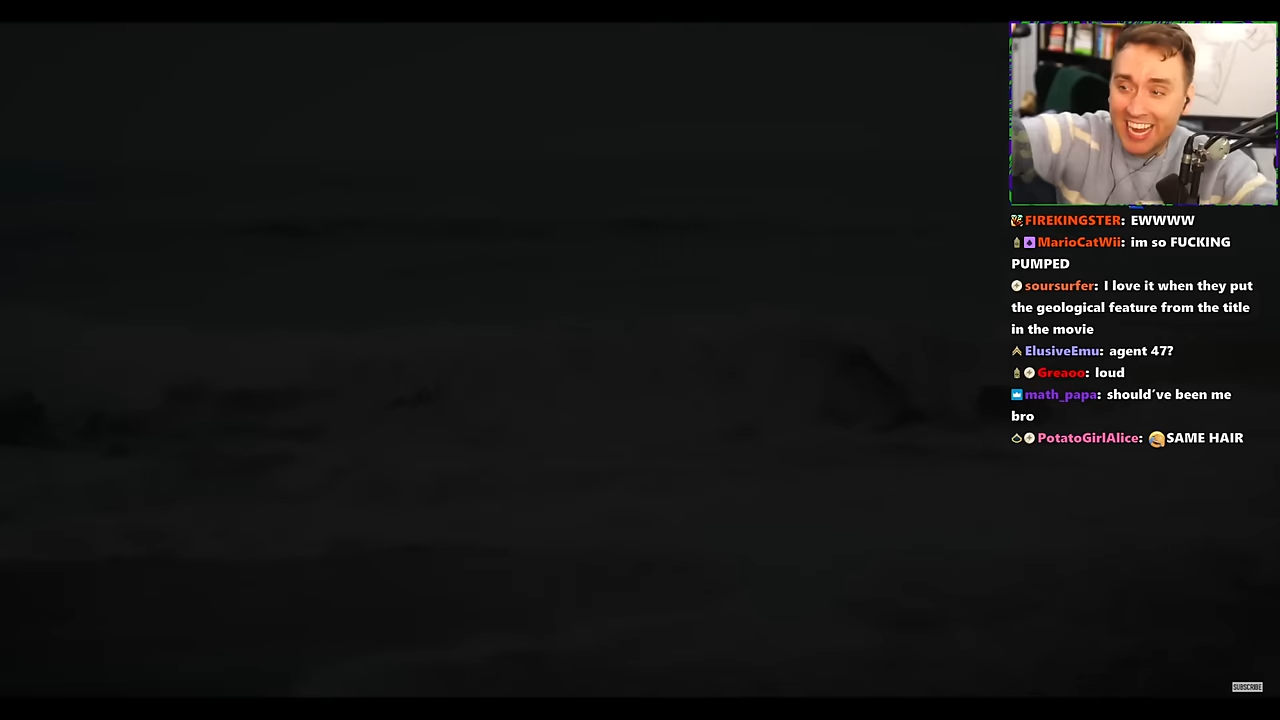 FIREKINGSTER: EWWWW
MarioCatWii: im so FUCKING
PUMPED
soursurfer: I love it when they put
the geological feature from the title
in the movie
ElusiveEmu: agent 47?
Greaoo: loud
math_papa: should've been me
bro
PotatoGirlAlice: SAME HAIR
SUBSCRIBE